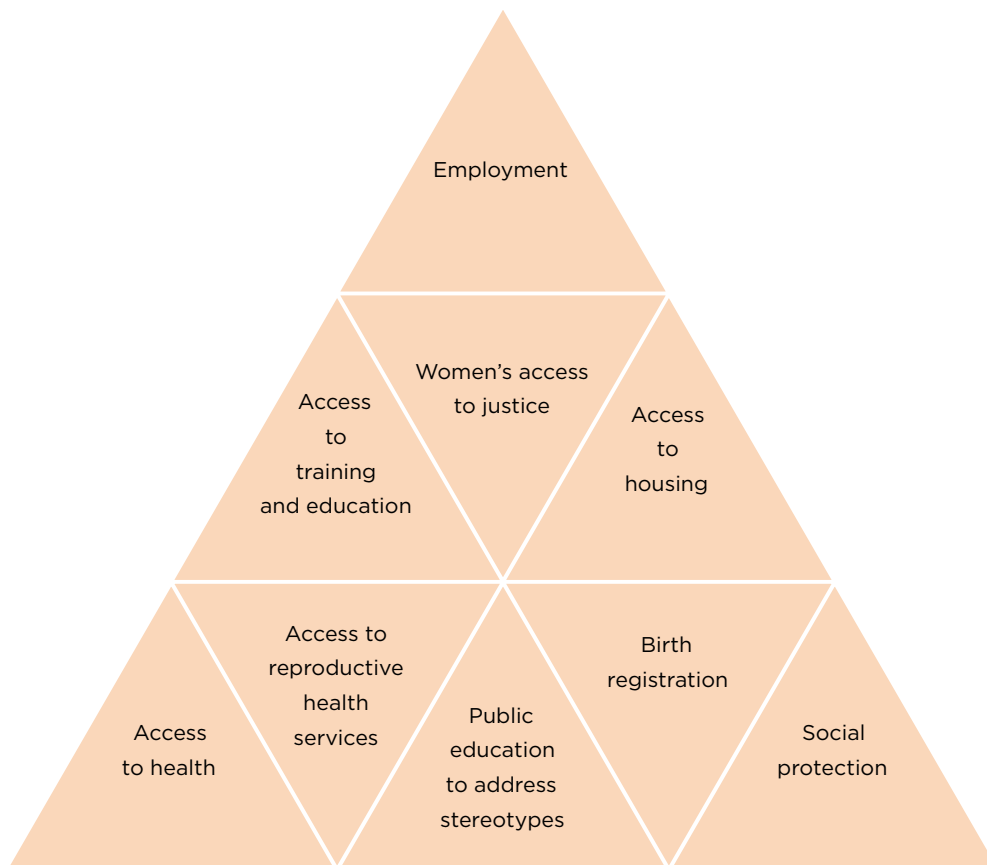 Employment
Women’s access
to justice
Access
to
training
and education
Access
to
housing
Access to
reproductive
health
services
Birth
registration
Access
to health
Public
education
to address
stereotypes
Social
protection